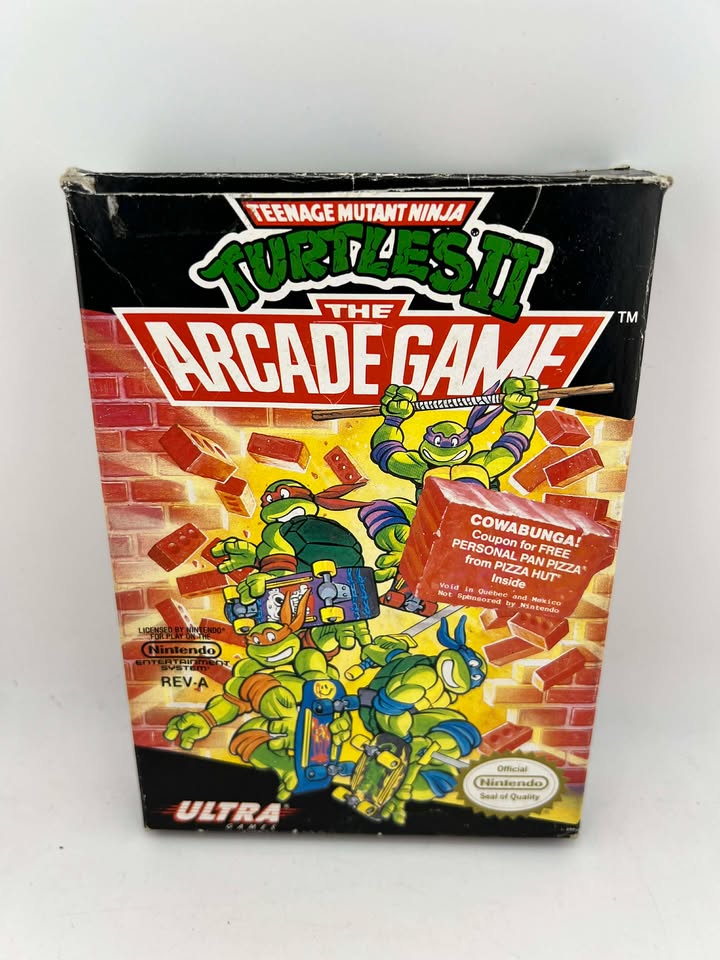 TEENAGE MUTANT NINJA
TURTLES® II
THE
ARCADE GAME
TM
COWABUNGA!
Coupon for FREE
PERSONAL PAN PIZZA®
from PIZZA HUT®
Inside
Void in Quebec and Mexico
Not Sponsored by Nintendo
LICENSED BY NINTENDO®
FOR PLAY ON THE
Nintendo
ENTERTAINMENT
SYSTEM®
REV-A
ULTRA®
GAMES
Official
Nintendo
Seal of Quality